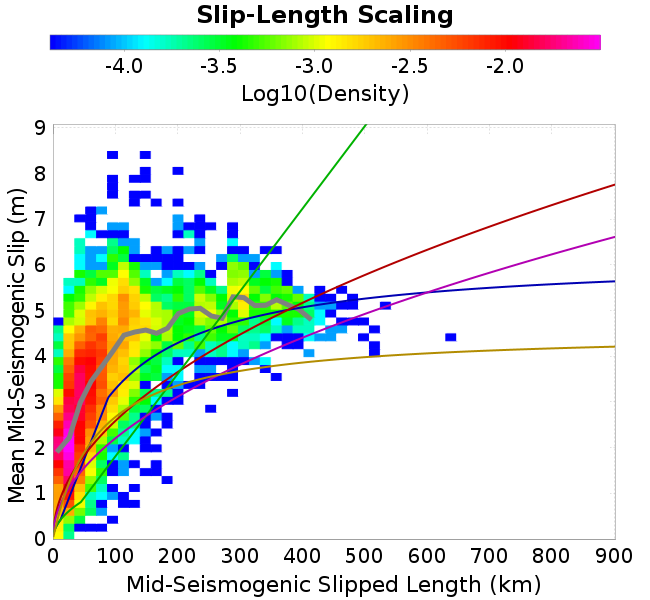 Slip-Length Scaling
-4.0 -3.5 -3.0 -2.5 -2.0
Log10(Density)
9
8
7
6
5
4
3
2
1
0
Mean Mid-Seismogenic Slip (m)
0 100 200 300 400 500 600 700 800 900
Mid-Seismogenic Slipped Length (km)